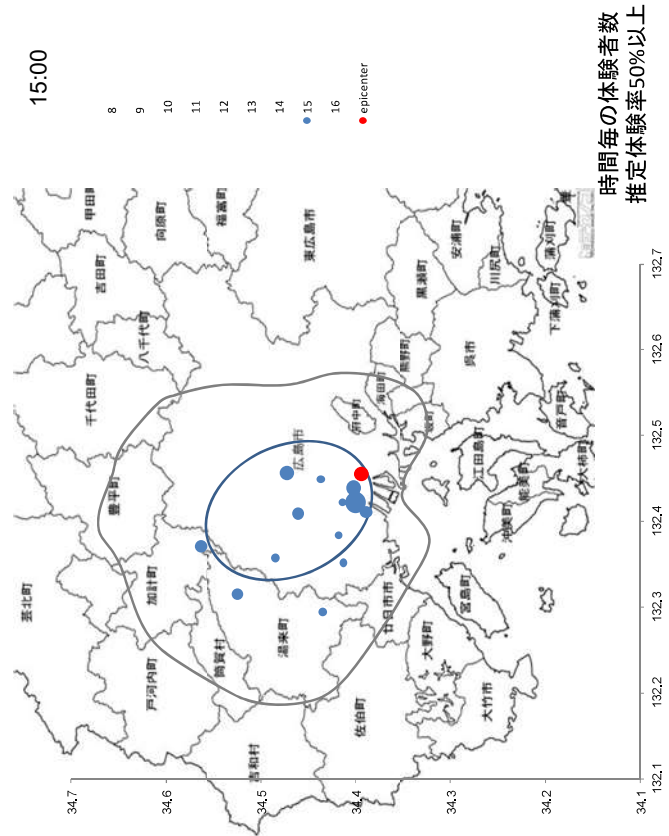 15:00
8
9
10
11
12
13
14
15
16
epicenter
時間毎の体験者数
推定体験率50%以上
芸北町
千代田町
吉田町
甲田町
八千代町
向原町
福富町
豊平町
加計町
戸河内町
筒賀村
湯来町
吉和村
佐伯町
広島市
東広島市
府中町
海田町
熊野町
黒瀬町
安浦町
川尻町
蒲刈町
下蒲刈町
呉市
音戸町
江田島町
能美町
沖美町
大柿町
廿日市市
宮島町
大野町
大竹市
34.7
34.6
34.5
34.4
34.3
34.2
34.1
132.1
132.2
132.3
132.4
132.5
132.6
132.7